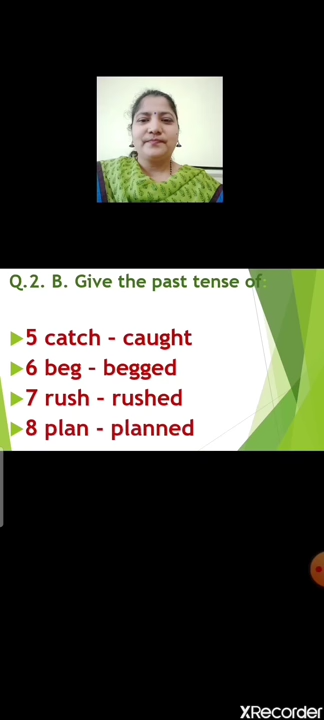 Q.2. B. Give the past tense of
5 catch - caught
6 beg - begged
7 rush - rushed
8 plan - planned
XRecorder